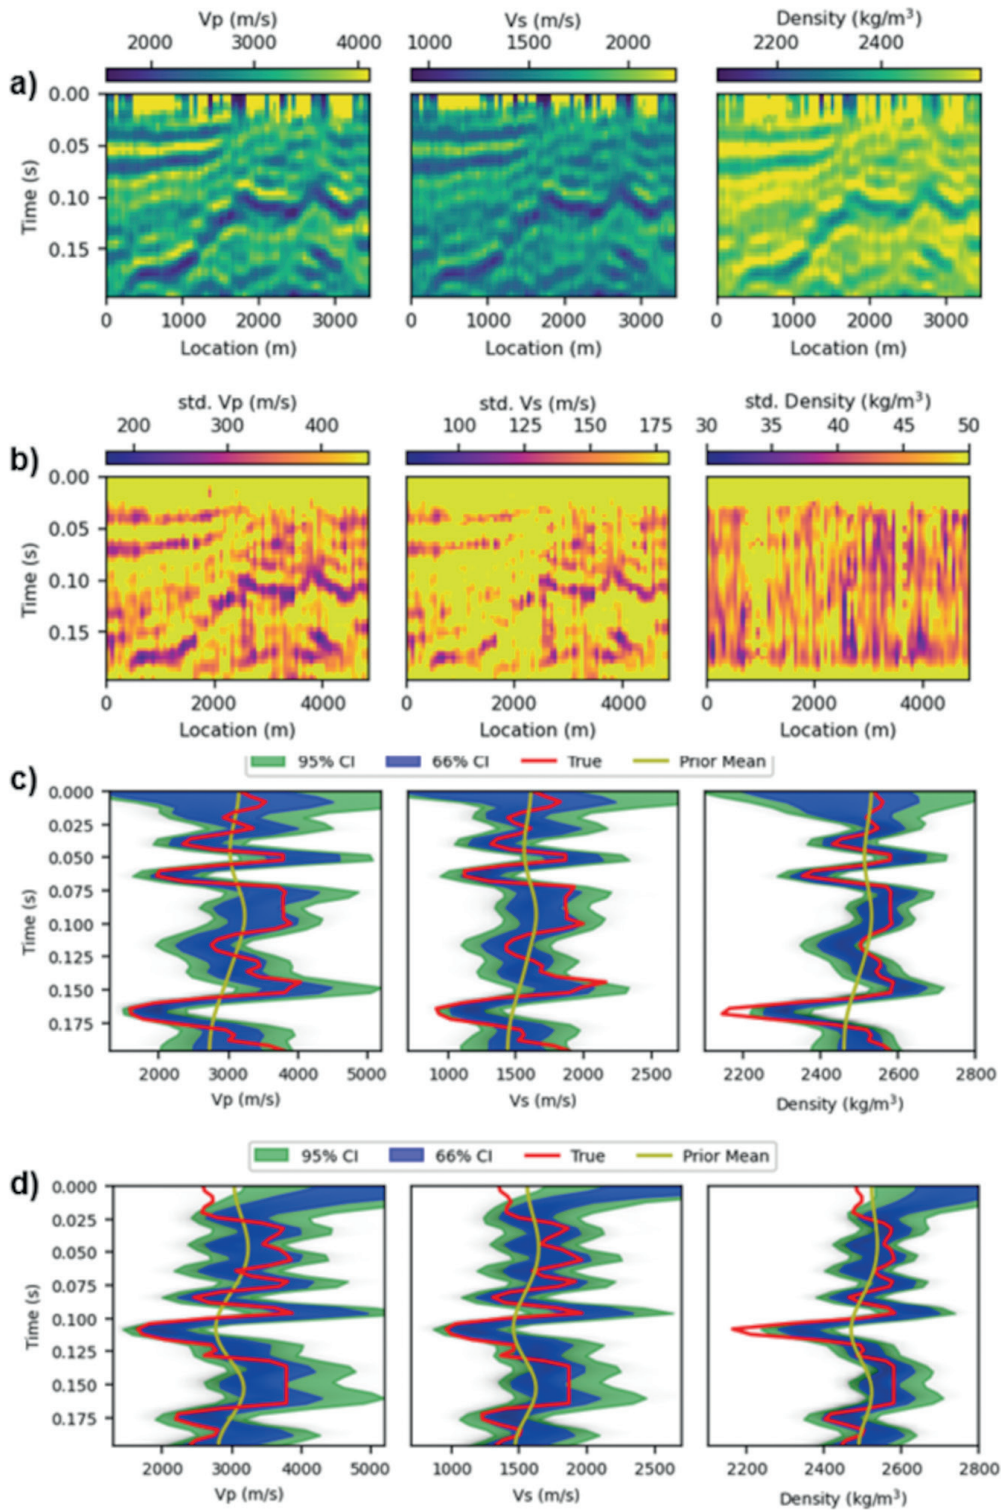 Vp (m/s) Vs (m/s) Density (kg/m³)
2000 3000 4000 1000 1500 2000 2200 2400
a)
0.00
0.05
0.10
0.15
Time (s)
0 1000 2000 3000 0 1000 2000 3000 0 1000 2000 3000
Location (m) Location (m) Location (m)
std. Vp (m/s) std. Vs (m/s) std. Density (kg/m³)
200 300 400 100 125 150 175 30 35 40 45 50
b)
0.00
0.05
0.10
0.15
Time (s)
0 2000 4000 0 2000 4000 0 2000 4000
Location (m) Location (m) Location (m)
95% CI 66% CI True Prior Mean
c)
0.000
0.025
0.050
0.075
0.100
0.125
0.150
0.175
Time (s)
2000 3000 4000 5000 1000 1500 2000 2500 2200 2400 2600 2800
Vp (m/s) Vs (m/s) Density (kg/m³)
95% CI 66% CI True Prior Mean
d)
0.000
0.025
0.050
0.075
0.100
0.125
0.150
0.175
Time (s)
2000 3000 4000 5000 1000 1500 2000 2500 2200 2400 2600 2800
Vp (m/s) Vs (m/s) Density (kg/m³)